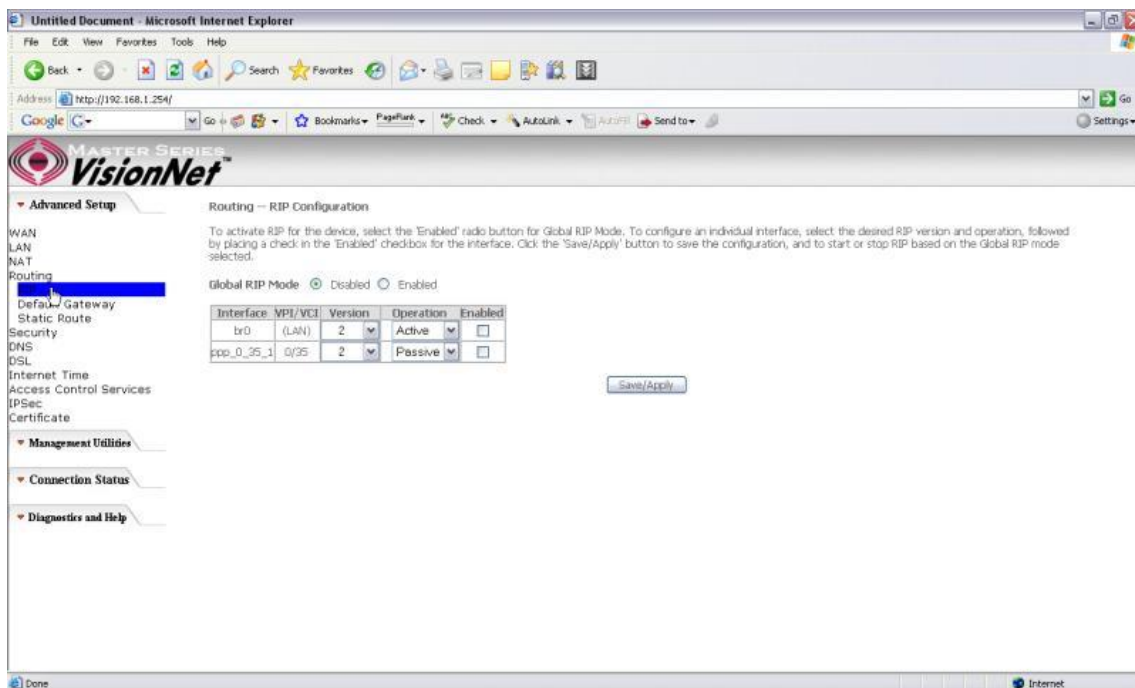 Untitled Document - Microsoft Internet Explorer
File Edit View Favorites Tools Help
Back Search Favorites
Address http://192.168.1.254/ Go
Google G Go Bookmarks PageRank Check AutoLink AutoFill Send to Settings
MASTER SERIES
VisionNet™
Advanced Setup
WAN
LAN
NAT
Routing
Default Gateway
Static Route
Security
DNS
DSL
Internet Time
Access Control Services
IPSec
Certificate
Management Utilities
Connection Status
Diagnostics and Help
Routing -- RIP Configuration
To activate RIP for the device, select the 'Enabled' radio button for Global RIP Mode. To configure an individual interface, select the desired RIP version and operation, followed
by placing a check in the 'Enabled' checkbox for the interface. Click the 'Save/Apply' button to save the configuration, and to start or stop RIP based on the Global RIP mode
selected.
Global RIP Mode Disabled Enabled
Interface VPI/VCI Version Operation Enabled
br0 (LAN) 2 Active
ppp_0_35_1 0/35 2 Passive
Save/Apply
Done Internet